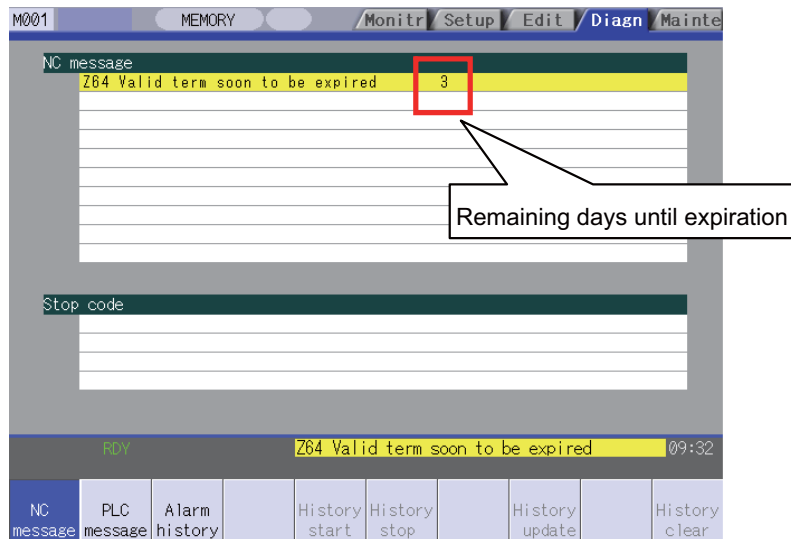 M001 MEMORY Monitr Setup Edit Diagn Mainte
NC message
Z64 Valid term soon to be expired 3
Remaining days until expiration
Stop code
RDY Z64 Valid term soon to be expired 09:32
NC message PLC message Alarm history History start History stop History update History clear